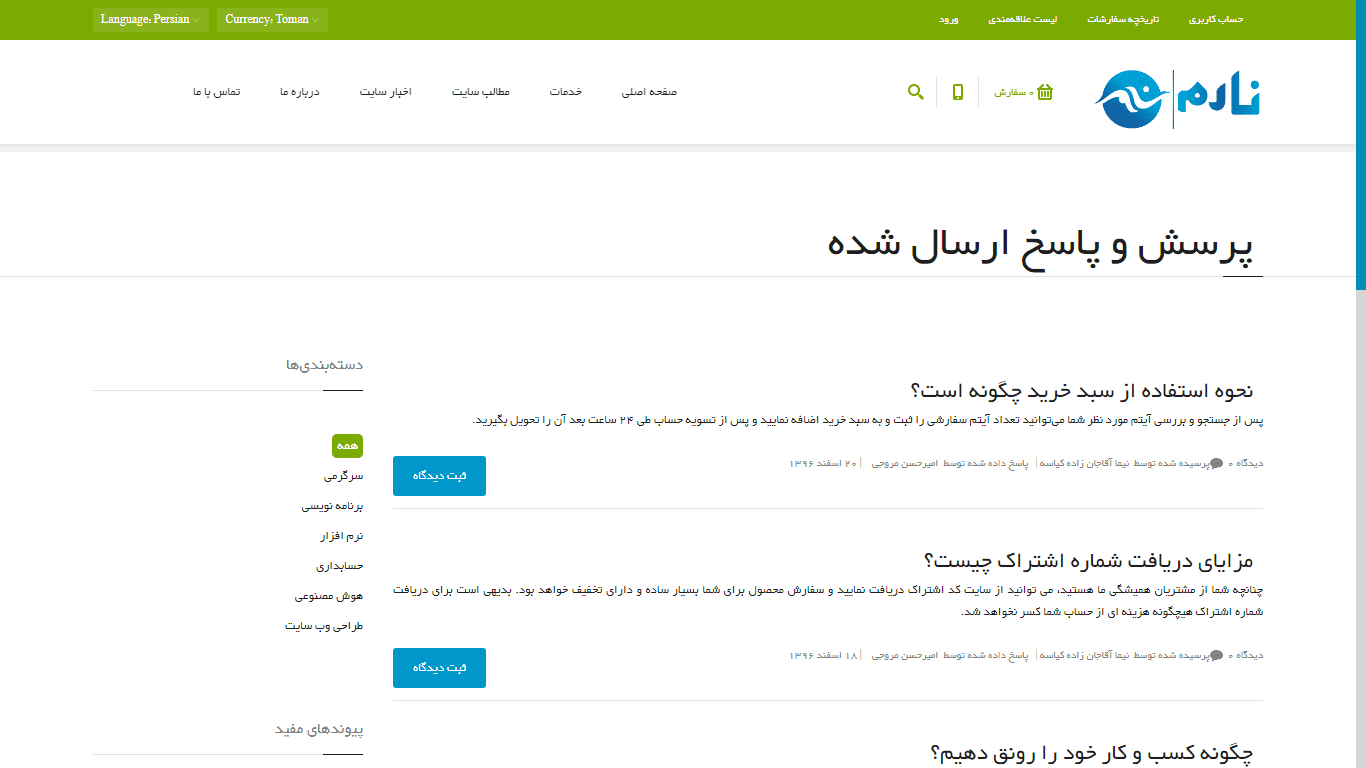 حساب کاربری
تاریخچه سفارشات
لیست علاقه‌مندی
ورود
Currency: Toman
Language: Persian
نارم
۰ سفارش
صفحه اصلی
خدمات
مطالب سایت
اخبار سایت
درباره ما
تماس با ما
پرسش و پاسخ ارسال شده
نحوه استفاده از سبد خرید چگونه است؟
پس از جستجو و بررسی آیتم مورد نظر شما می‌توانید تعداد آیتم سفارشی را ثبت و به سبد خرید اضافه نمایید و پس از تسویه حساب طی ۲۴ ساعت بعد آن را تحویل بگیرید.
دیدگاه ۰ پرسیده شده توسط نیما آقاجان زاده کیاسه | پاسخ داده شده توسط امیرحسن مروجی | ۲۰ اسفند ۱۳۹۶
ثبت دیدگاه
مزایای دریافت شماره اشتراک چیست؟
چنانچه شما از مشتریان همیشگی ما هستید، می توانید از سایت کد اشتراک دریافت نمایید و سفارش محصول برای شما بسیار ساده و دارای تخفیف خواهد بود. بدیهی است برای دریافت
شماره اشتراک هیچگونه هزینه ای از حساب شما کسر نخواهد شد.
دیدگاه ۰ پرسیده شده توسط نیما آقاجان زاده کیاسه | پاسخ داده شده توسط امیرحسن مروجی | ۱۸ اسفند ۱۳۹۶
ثبت دیدگاه
چگونه کسب و کار خود را رونق دهیم؟
دسته‌بندی‌ها
همه
سرگرمی
برنامه نویسی
نرم افزار
حسابداری
هوش مصنوعی
طراحی وب سایت
پیوندهای مفید